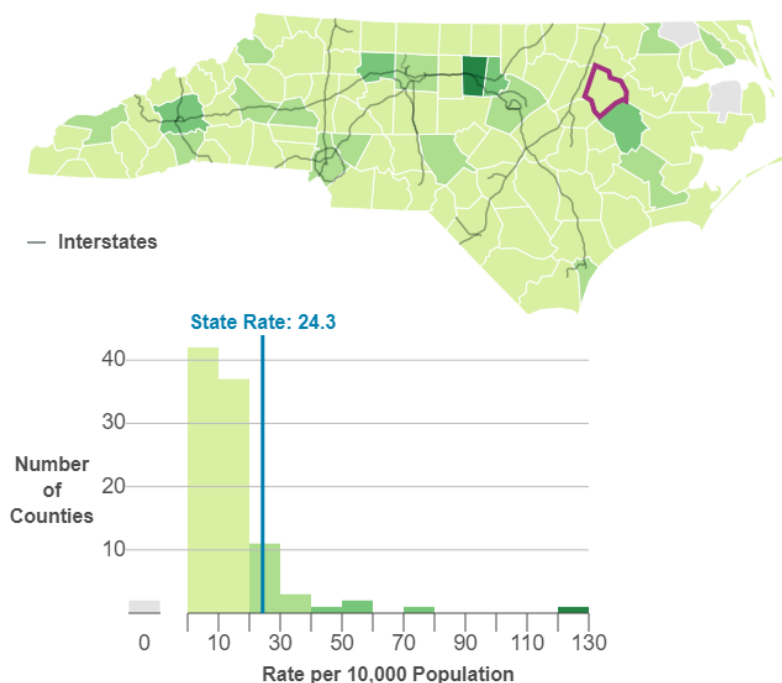 — Interstates
State Rate: 24.3
40
30
20
10
Number
of
Counties
0 10 30 50 70 90 110 130
Rate per 10,000 Population